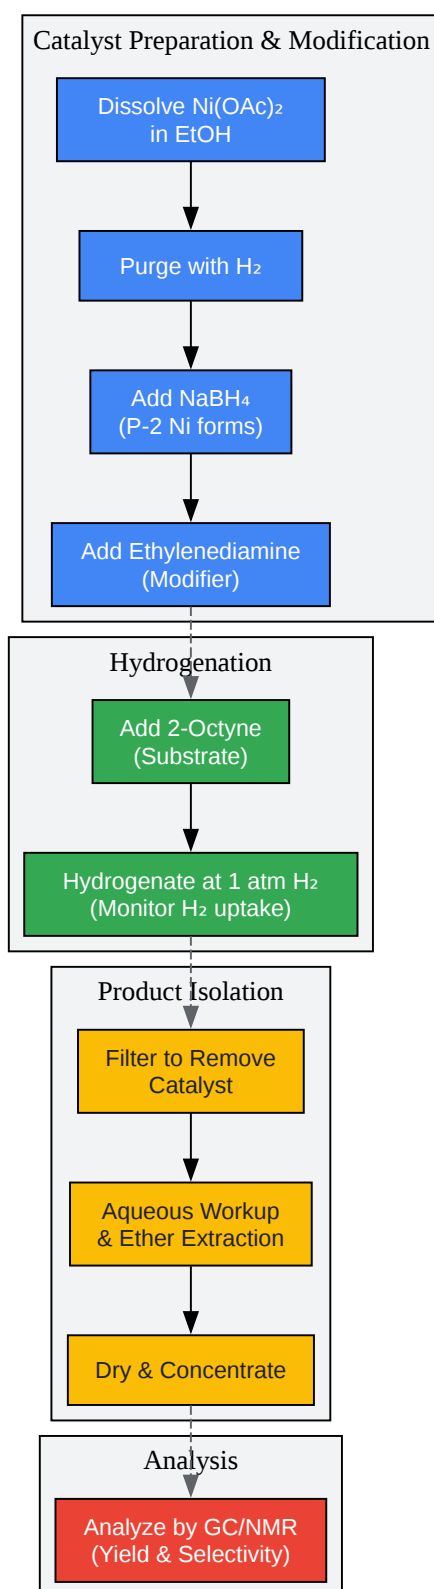 Catalyst Preparation & Modification
Dissolve Ni(OAc)₂
in EtOH
Purge with H₂
Add NaBH₄
(P-2 Ni forms)
Add Ethylenediamine
(Modifier)
Hydrogenation
Add 2-Octyne
(Substrate)
Hydrogenate at 1 atm H₂
(Monitor H₂ uptake)
Product Isolation
Filter to Remove
Catalyst
Aqueous Workup
& Ether Extraction
Dry & Concentrate
Analysis
Analyze by GC/NMR
(Yield & Selectivity)